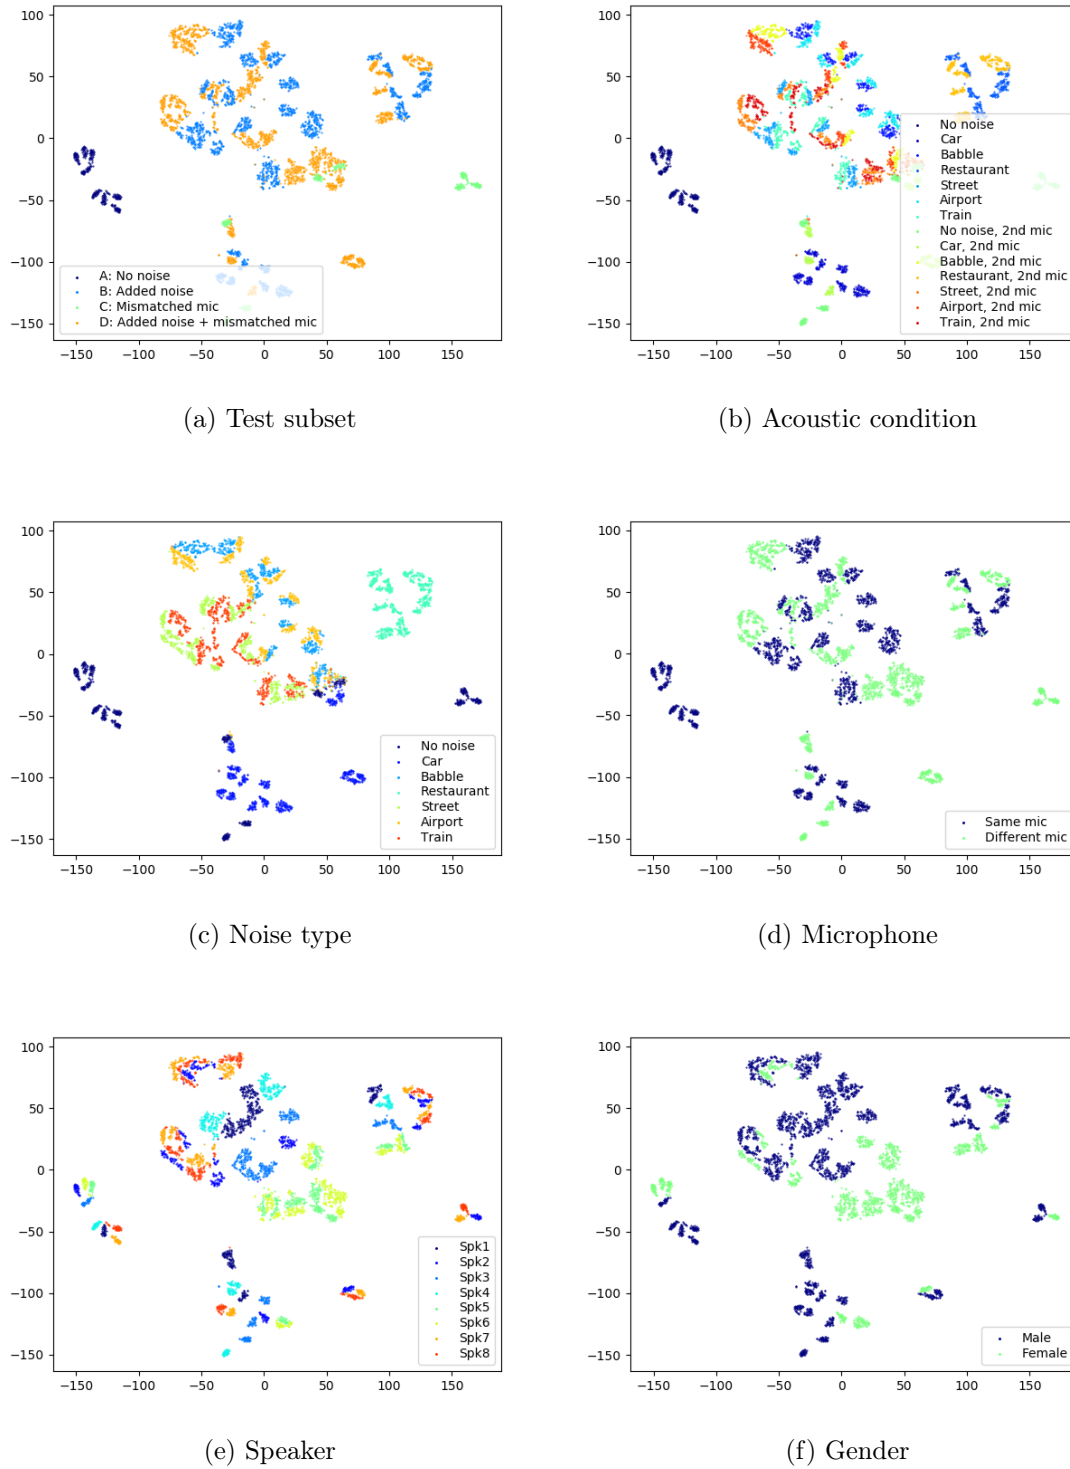 100
50
0
−50
−100
−150
−150 −100 −50 0 50 100 150
A: No noise
B: Added noise
C: Mismatched mic
D: Added noise + mismatched mic
(a) Test subset
100
50
0
−50
−100
−150
−150 −100 −50 0 50 100 150
No noise
Car
Babble
Restaurant
Street
Airport
Train
No noise, 2nd mic
Car, 2nd mic
Babble, 2nd mic
Restaurant, 2nd mic
Street, 2nd mic
Airport, 2nd mic
Train, 2nd mic
(b) Acoustic condition
100
50
0
−50
−100
−150
−150 −100 −50 0 50 100 150
No noise
Car
Babble
Restaurant
Street
Airport
Train
(c) Noise type
100
50
0
−50
−100
−150
−150 −100 −50 0 50 100 150
Same mic
Different mic
(d) Microphone
100
50
0
−50
−100
−150
−150 −100 −50 0 50 100 150
Spk1
Spk2
Spk3
Spk4
Spk5
Spk6
Spk7
Spk8
(e) Speaker
100
50
0
−50
−100
−150
−150 −100 −50 0 50 100 150
Male
Female
(f) Gender